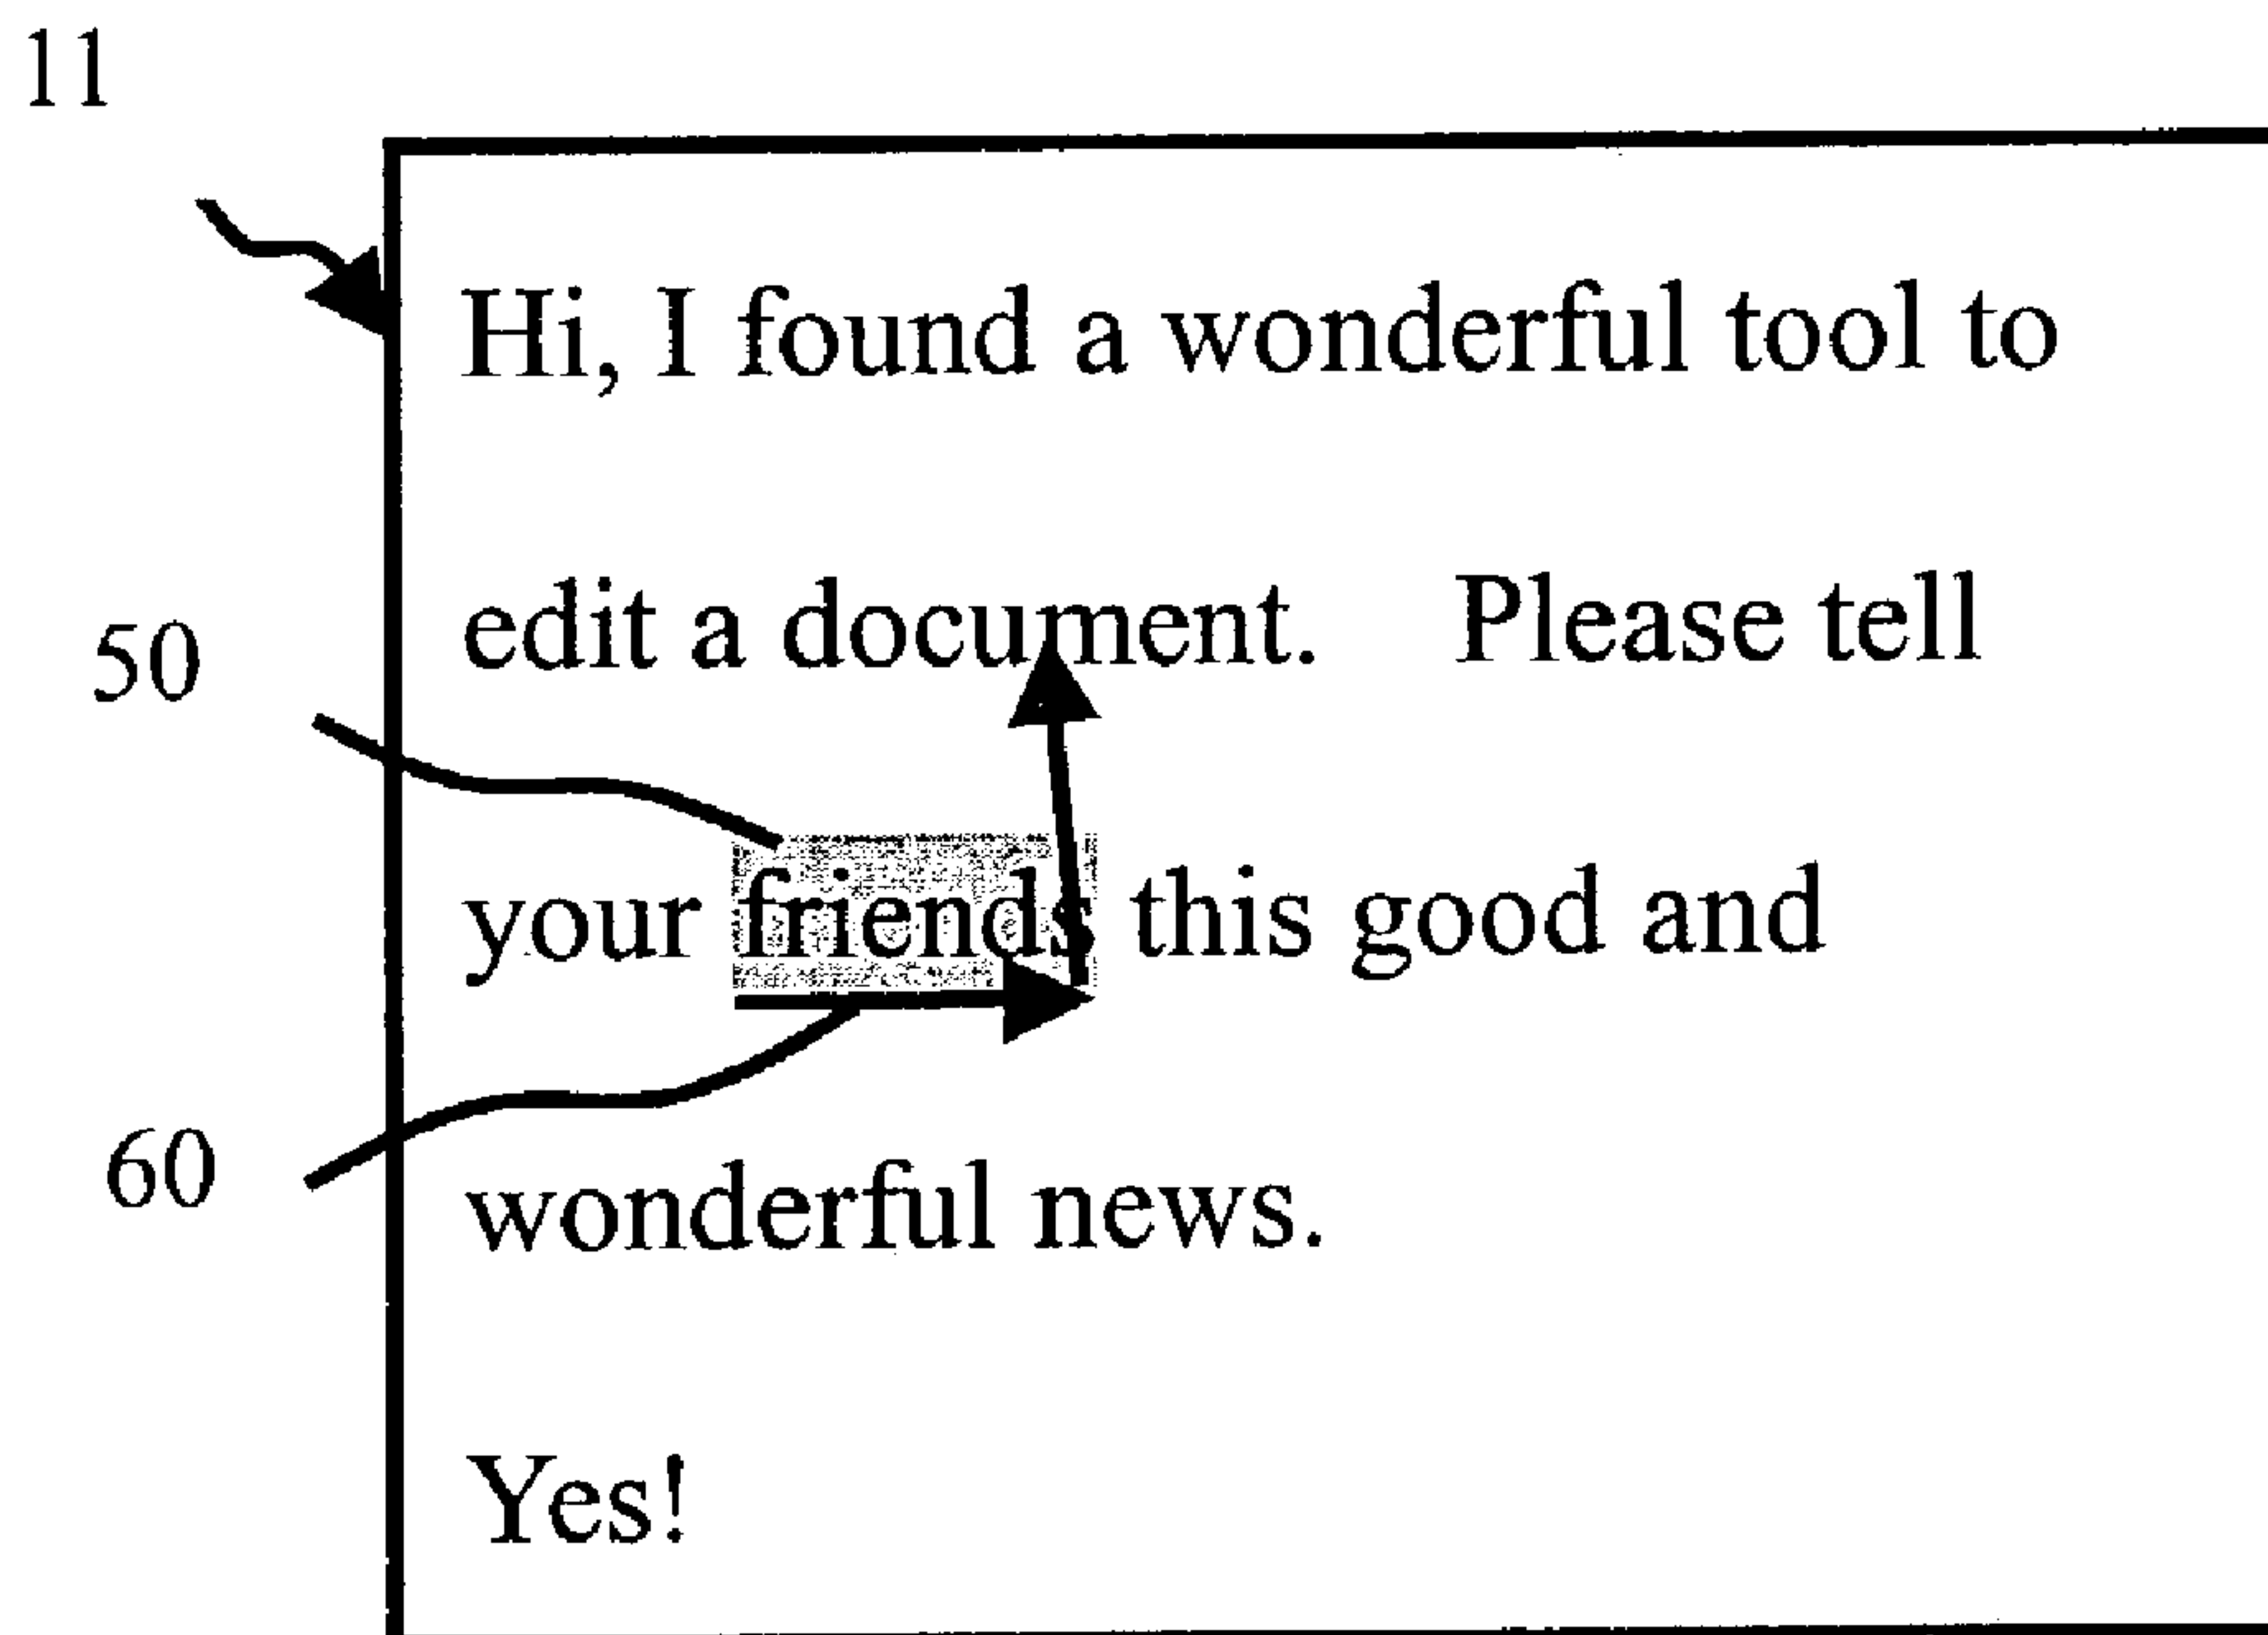 11
Hi, I found a wonderful tool to
edit a document. Please tell
50
your friends this good and
60
wonderful news.
Yes!